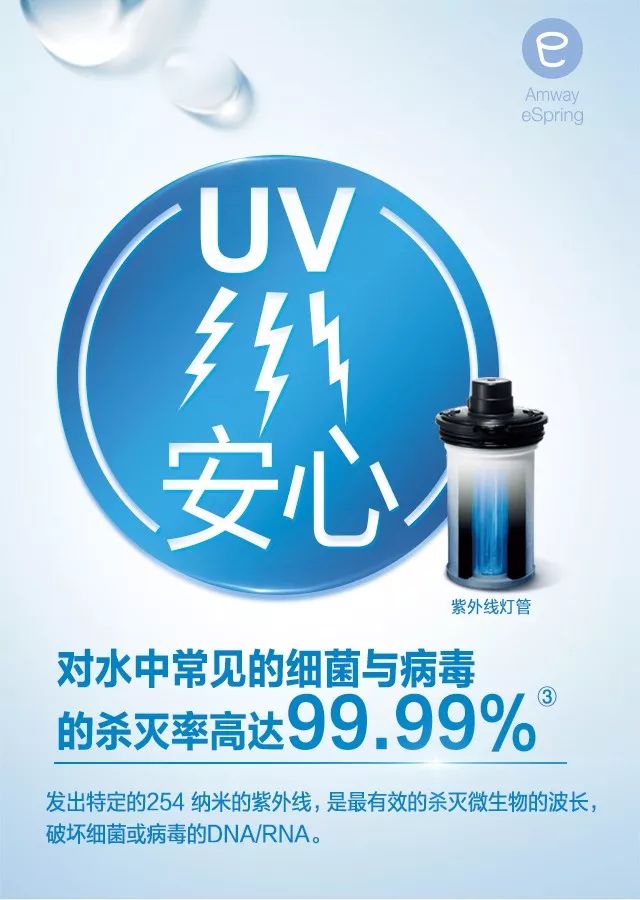 Amway
eSpring
UV
安心
紫外线灯管
对水中常见的细菌与病毒
的杀灭率高达99.99%③
发出特定的254 纳米的紫外线，是最有效的杀灭微生物的波长，
破坏细菌或病毒的DNA/RNA。